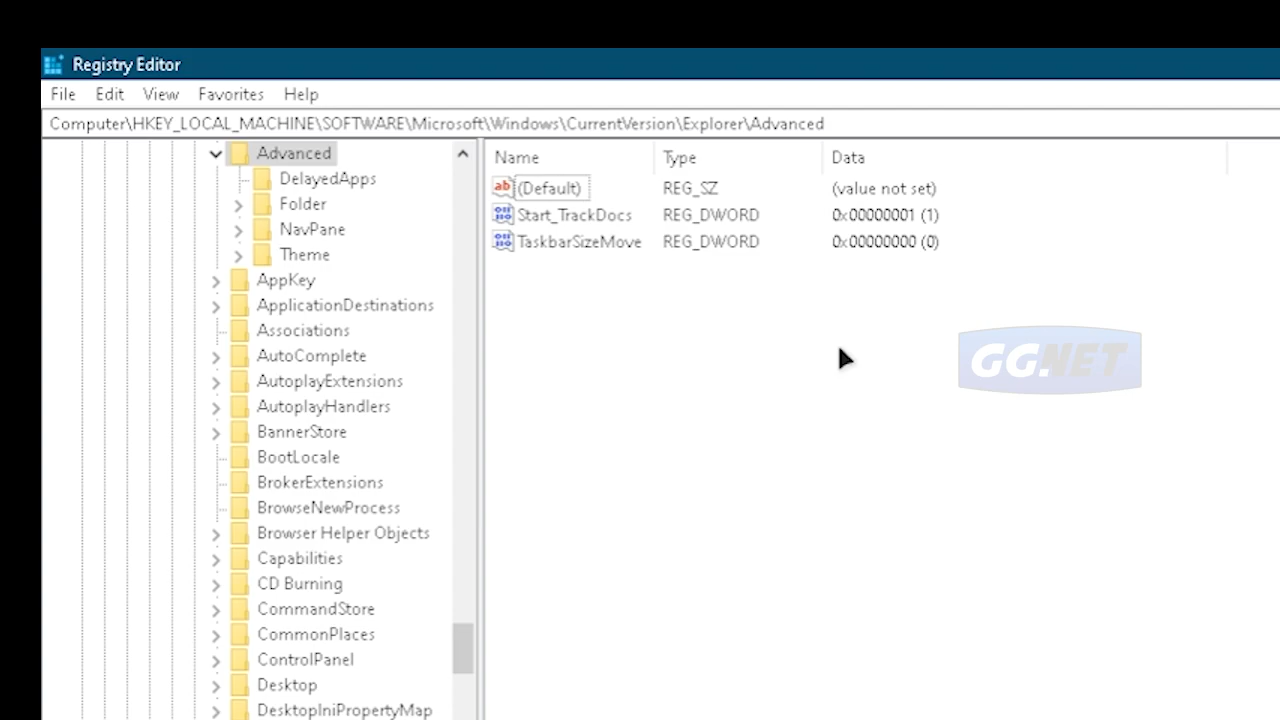 Registry Editor
File Edit View Favorites Help
Computer\HKEY_LOCAL_MACHINE\SOFTWARE\Microsoft\Windows\CurrentVersion\Explorer\Advanced
Advanced
DelayedApps
Folder
NavPane
Theme
AppKey
ApplicationDestinations
Associations
AutoComplete
AutoplayExtensions
AutoplayHandlers
BannerStore
BootLocale
BrokerExtensions
BrowseNewProcess
Browser Helper Objects
Capabilities
CD Burning
CommandStore
CommonPlaces
ControlPanel
Desktop
DesktopIniPropertyMap
Name Type Data
ab (Default) REG_SZ (value not set)
Start_TrackDocs REG_DWORD 0x00000001 (1)
TaskbarSizeMove REG_DWORD 0x00000000 (0)
GG.NET